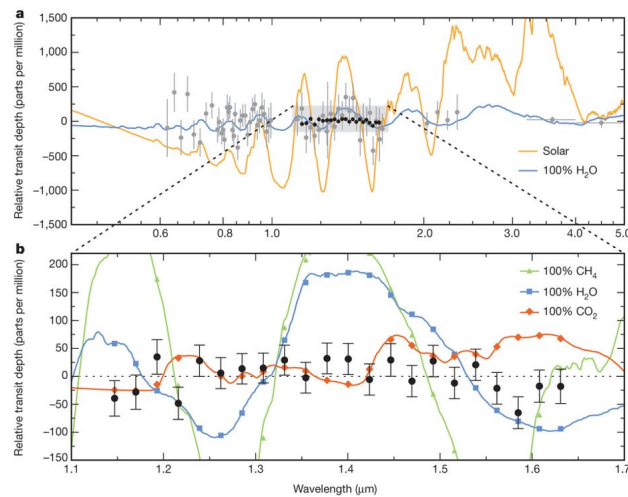 a
1,500
1,000
500
0
-500
-1,000
-1,500
Relative transit depth (parts per million)
Solar
100% H₂O
0.6 0.8 1.0 2.0 3.0 4.0 5.0
b
200
150
100
50
0
-50
-100
-150
Relative transit depth (parts per million)
100% CH₄
100% H₂O
100% CO₂
1.1 1.2 1.3 1.4 1.5 1.6 1.7
Wavelength (μm)